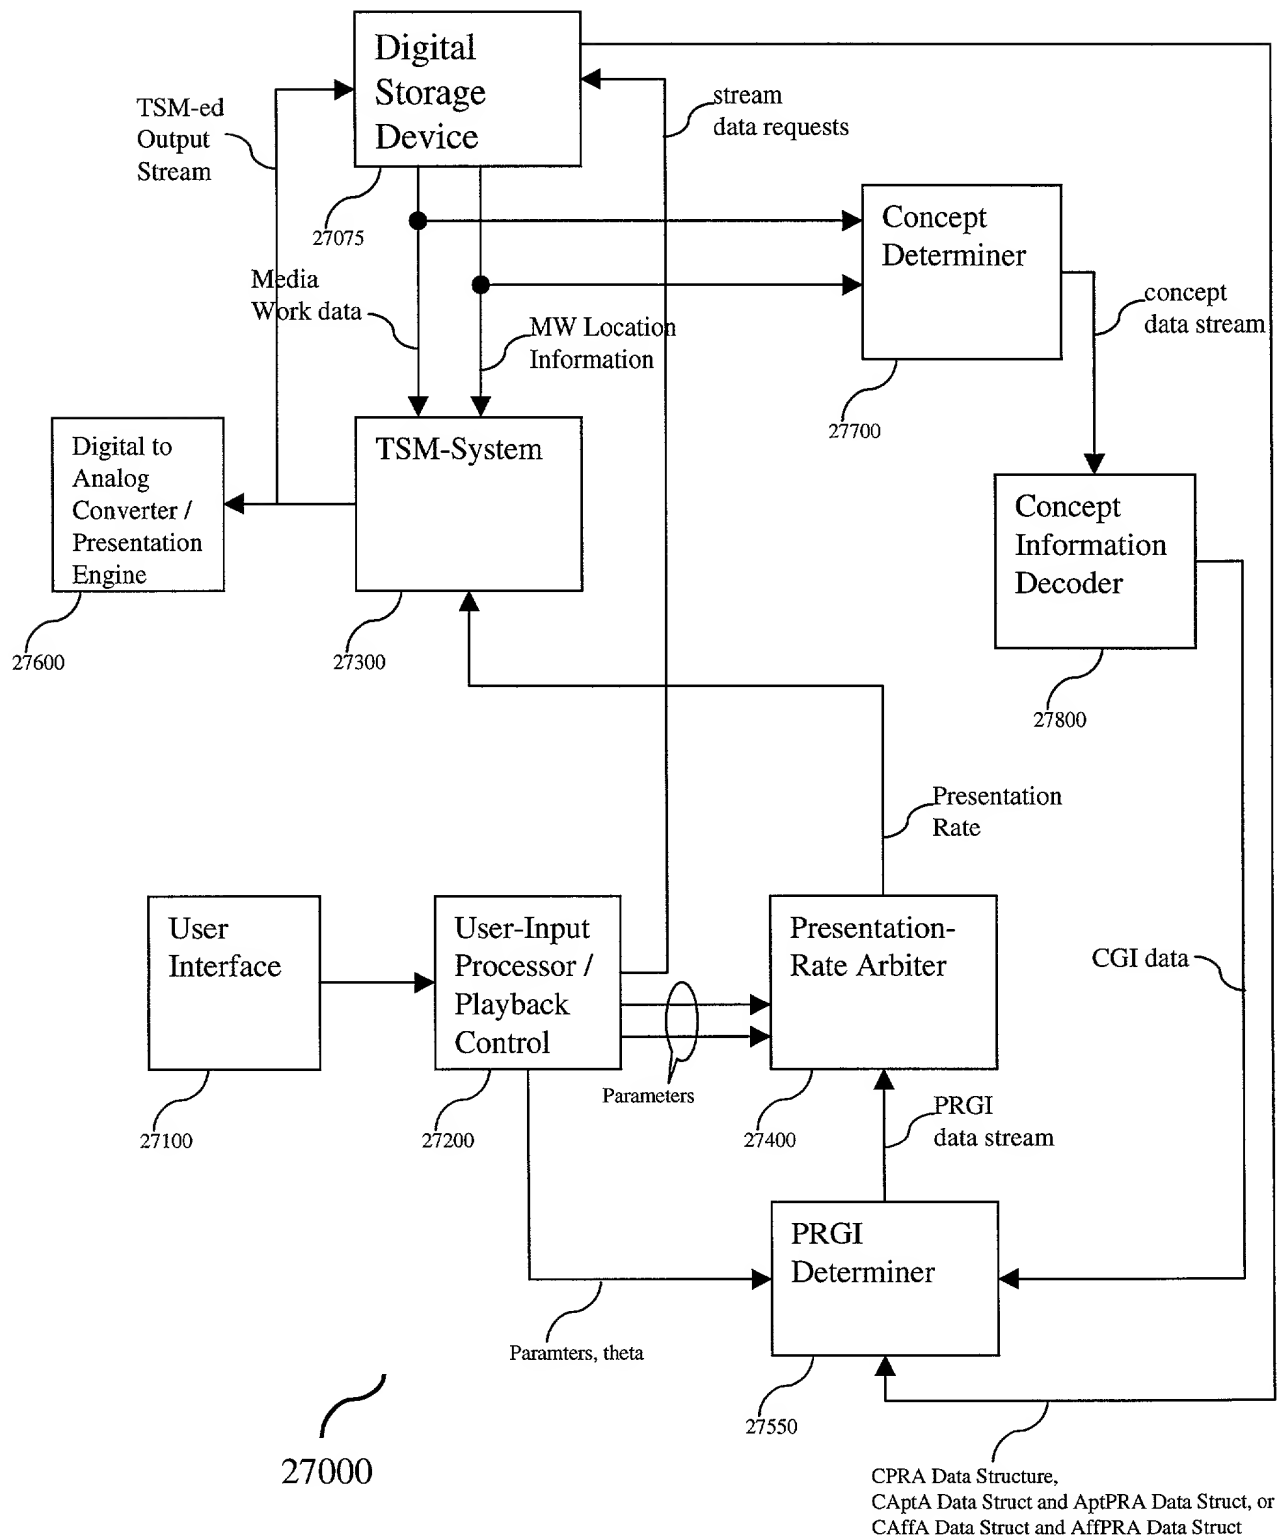 Digital
Storage
Device
TSM-ed
Output
Stream
stream
data requests
27075
Concept
Determiner
Media
Work data
MW Location
Information
concept
data stream
27700
Digital to
Analog
Converter /
Presentation
Engine
TSM-System
Concept
Information
Decoder
27600
27300
27800
Presentation
Rate
User
Interface
User-Input
Processor /
Playback
Control
Presentation-
Rate Arbiter
CGI data
Parameters
27100
27200
27400
PRGI
data stream
PRGI
Determiner
Paramters, theta
27550
27000
CPRA Data Structure,
CAptA Data Struct and AptPRA Data Struct, or
CAffA Data Struct and AffPRA Data Struct